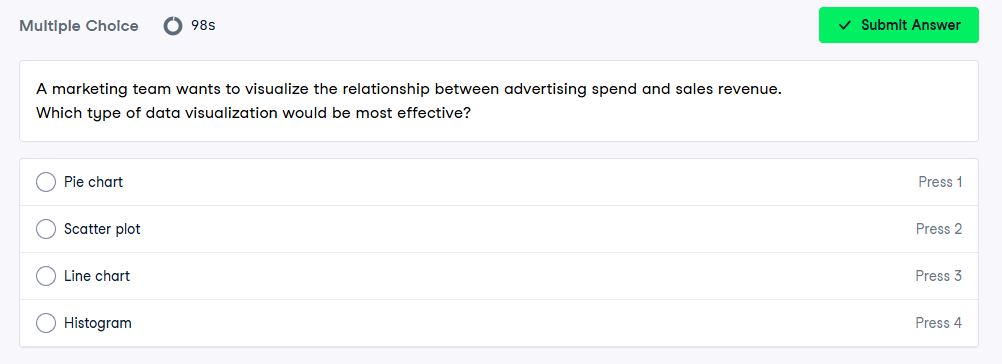 Multiple Choice
98s
Submit Answer
A marketing team wants to visualize the relationship between advertising spend and sales revenue.
Which type of data visualization would be most effective?
Pie chart
Press 1
Scatter plot
Press 2
Line chart
Press 3
Histogram
Press 4